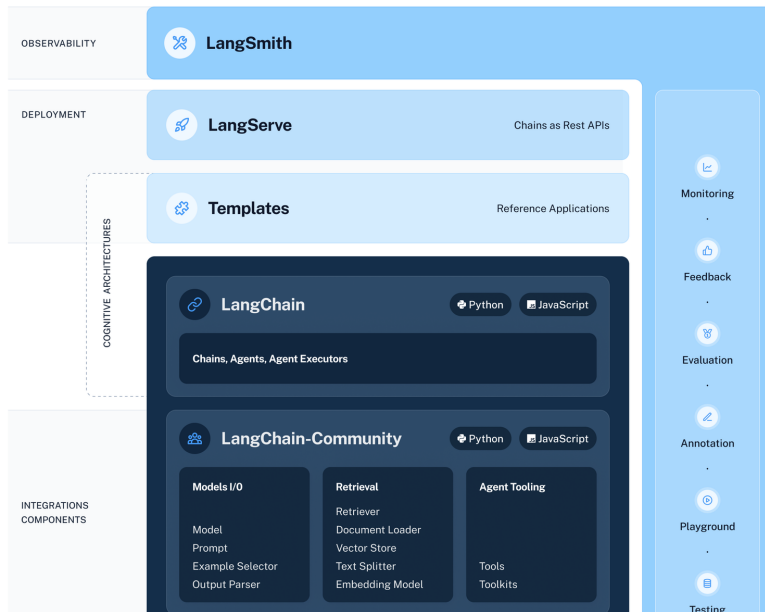 OBSERVABILITY
LangSmith
DEPLOYMENT
LangServe
Chains as Rest APIs
Templates
Reference Applications
COGNITIVE ARCHITECTURES
LangChain
Python
JavaScript
Chains, Agents, Agent Executors
LangChain-Community
Python
JavaScript
INTEGRATIONS
COMPONENTS
Models I/0
Model
Prompt
Example Selector
Output Parser
Retrieval
Retriever
Document Loader
Vector Store
Text Splitter
Embedding Model
Agent Tooling
Tools
Toolkits
Monitoring
Feedback
Evaluation
Annotation
Playground
Testing